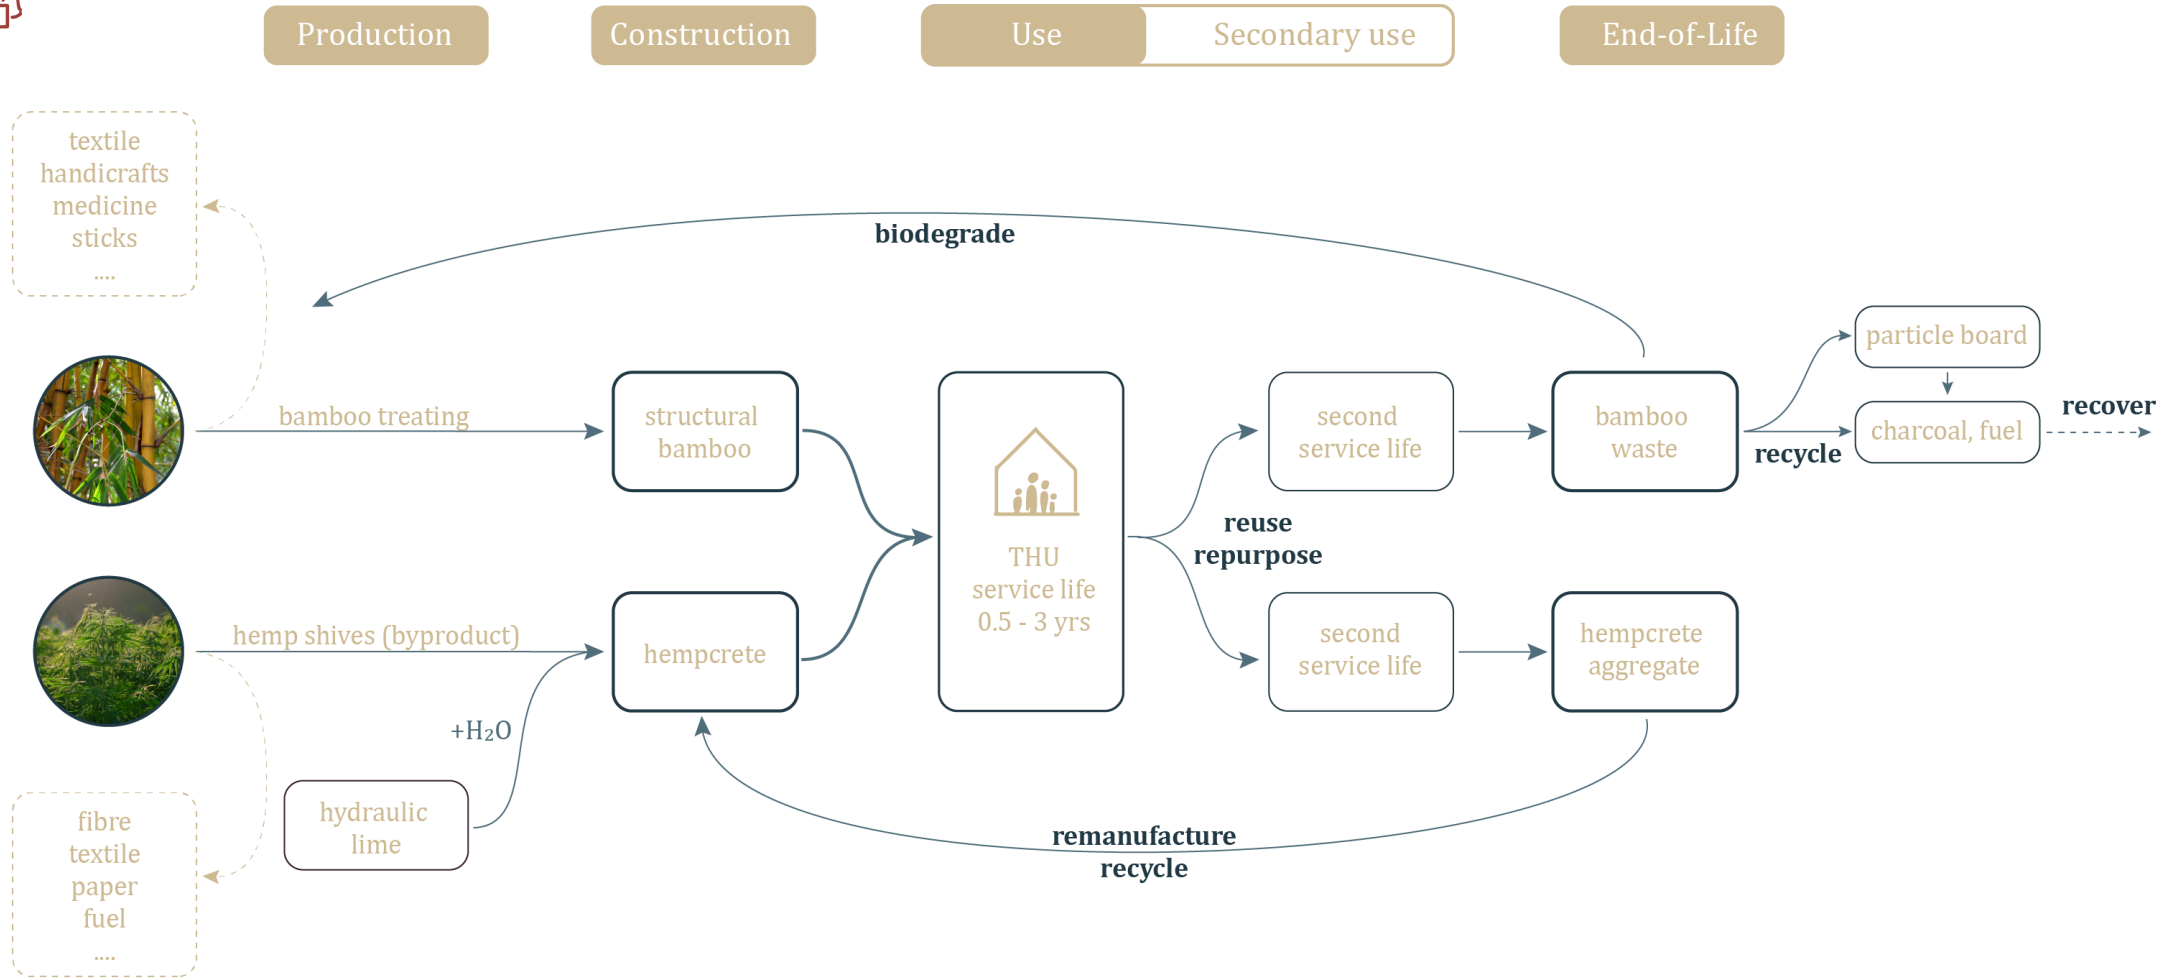 Production
Construction
Use
Secondary use
End-of-Life
textile
handicrafts
medicine
sticks
....
biodegrade
bamboo treating
structural
bamboo
second
service life
bamboo
waste
recycle
particle board
charcoal, fuel
recover
THU
service life
0.5 - 3 yrs
reuse
repurpose
hemp shives (byproduct)
hempcrete
second
service life
hempcrete
aggregate
+H₂O
hydraulic
lime
remanufacture
recycle
fibre
textile
paper
fuel
....